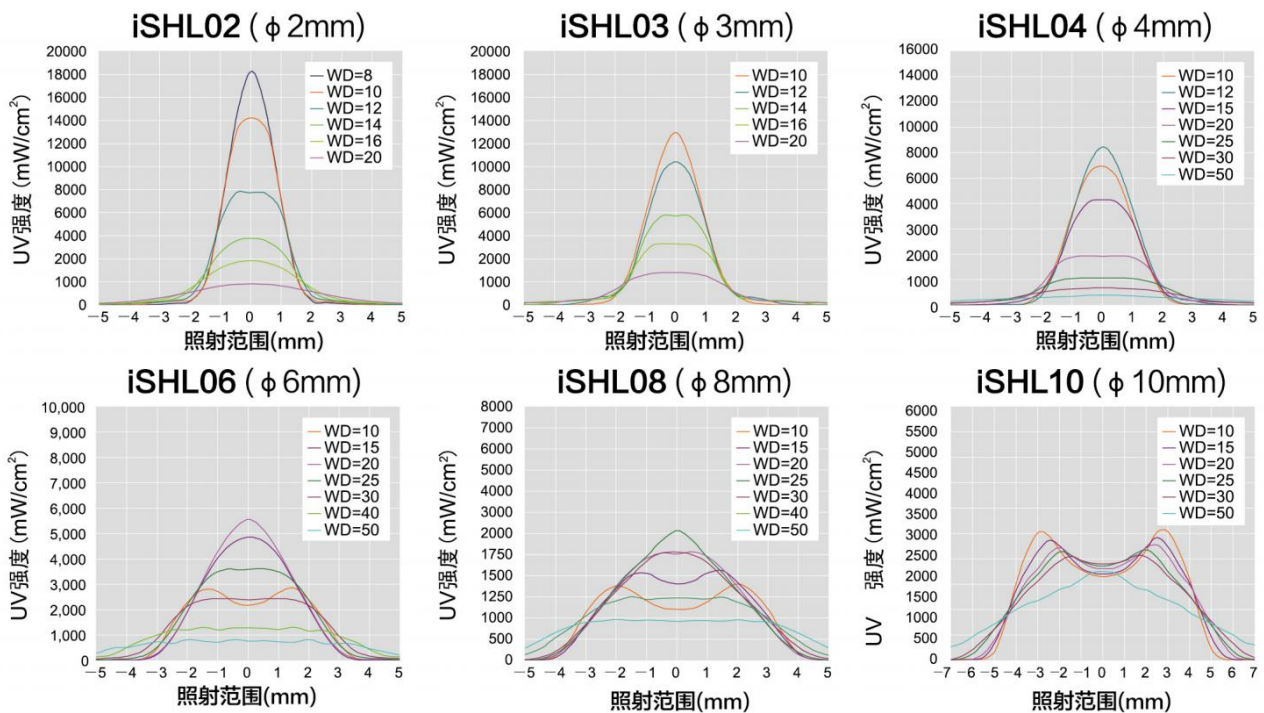 iSHL02 (φ2mm)
UV强度 (mW/cm²)
20000
18000
16000
14000
12000
10000
8000
6000
4000
2000
1000
0
WD=8
WD=10
WD=12
WD=14
WD=16
WD=20
−5 −4 −3 −2 −1 0 1 2 3 4 5
照射范围(mm)
iSHL03 (φ3mm)
UV强度 (mW/cm²)
20000
18000
16000
14000
12000
10000
8000
6000
4000
2000
1000
0
WD=10
WD=12
WD=14
WD=16
WD=20
−5 −4 −3 −2 −1 0 1 2 3 4 5
照射范围(mm)
iSHL04 (φ4mm)
UV强度 (mW/cm²)
16000
14000
12000
10000
8000
6000
4000
3000
2000
1000
0
WD=10
WD=12
WD=15
WD=20
WD=25
WD=30
WD=50
−5 −4 −3 −2 −1 0 1 2 3 4 5
照射范围(mm)
iSHL06 (φ6mm)
UV强度 (mW/cm²)
10,000
9,000
8,000
7,000
6,000
5,000
4,000
3,000
2,000
1,000
0
WD=10
WD=15
WD=20
WD=25
WD=30
WD=40
WD=50
−5 −4 −3 −2 −1 0 1 2 3 4 5
照射范围(mm)
iSHL08 (φ8mm)
UV强度 (mW/cm²)
8000
7000
6000
5000
4000
3000
2000
1750
1500
1250
1000
500
0
WD=10
WD=15
WD=20
WD=25
WD=30
WD=40
WD=50
−5 −4 −3 −2 −1 0 1 2 3 4 5
照射范围(mm)
iSHL10 (φ10mm)
UV 强度 (mW/cm²)
6000
5500
5000
4500
4000
3500
3000
2500
2000
1500
1000
500
0
WD=10
WD=15
WD=20
WD=25
WD=30
WD=50
−7 −6 −5 −4 −3 −2 −1 0 1 2 3 4 5 6 7
照射范围(mm)